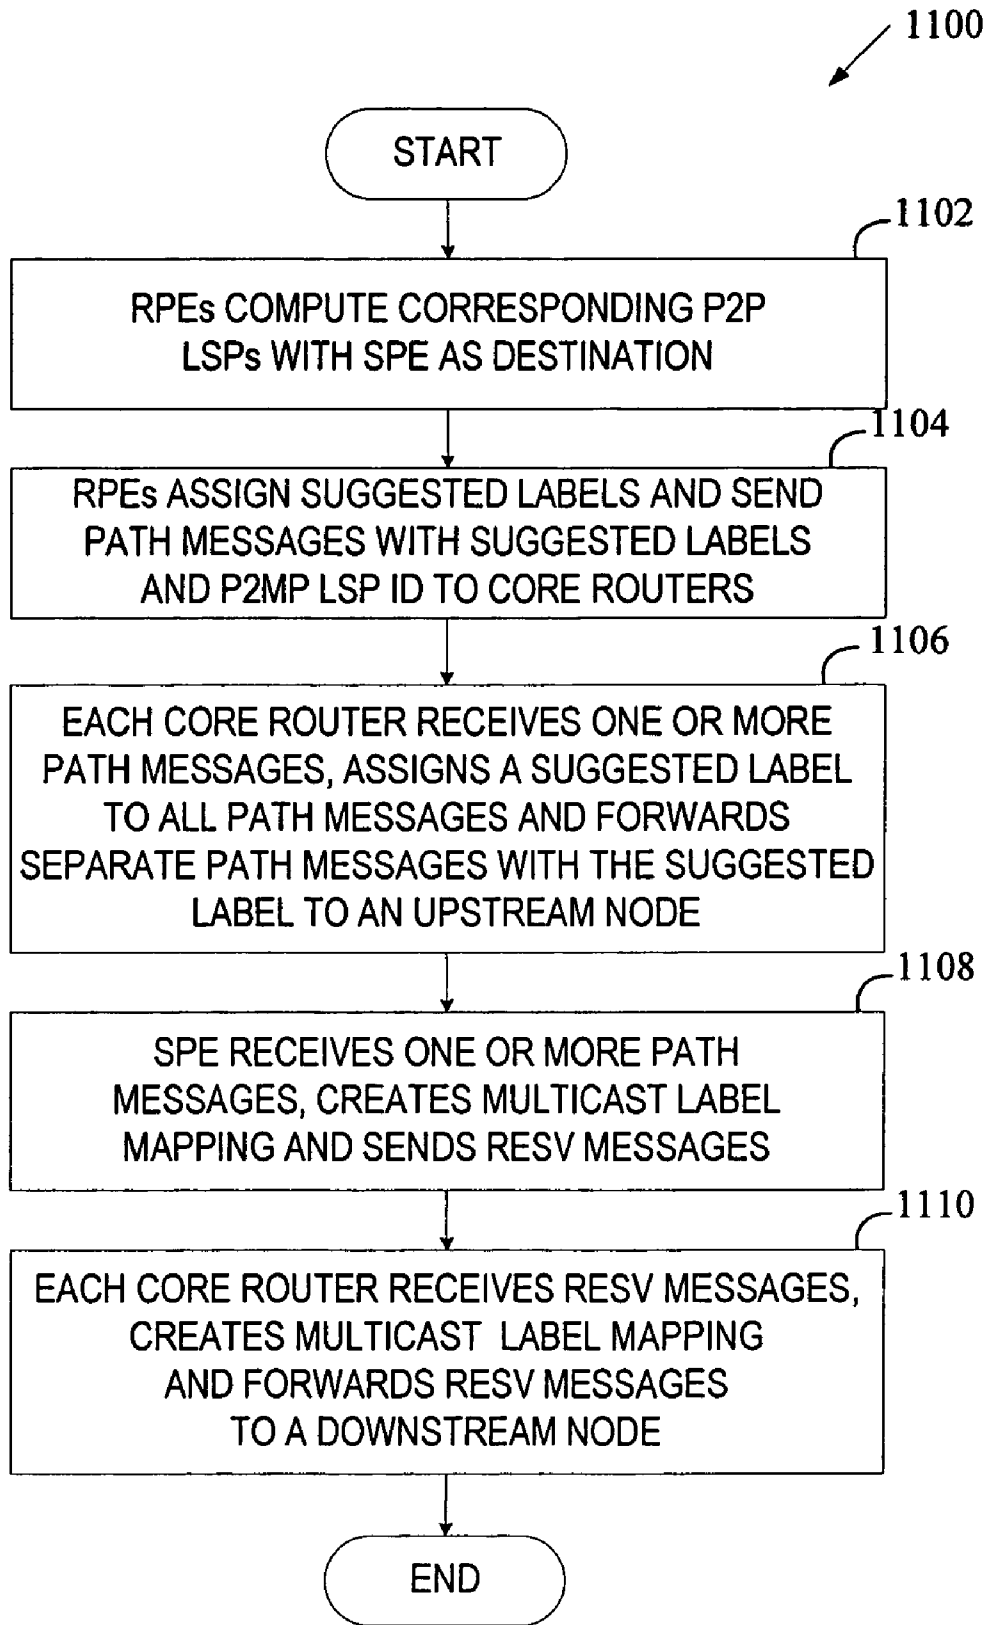 1100
START
1102
RPEs COMPUTE CORRESPONDING P2P
LSPs WITH SPE AS DESTINATION
1104
RPEs ASSIGN SUGGESTED LABELS AND SEND
PATH MESSAGES WITH SUGGESTED LABELS
AND P2MP LSP ID TO CORE ROUTERS
1106
EACH CORE ROUTER RECEIVES ONE OR MORE
PATH MESSAGES, ASSIGNS A SUGGESTED LABEL
TO ALL PATH MESSAGES AND FORWARDS
SEPARATE PATH MESSAGES WITH THE SUGGESTED
LABEL TO AN UPSTREAM NODE
1108
SPE RECEIVES ONE OR MORE PATH
MESSAGES, CREATES MULTICAST LABEL
MAPPING AND SENDS RESV MESSAGES
1110
EACH CORE ROUTER RECEIVES RESV MESSAGES,
CREATES MULTICAST LABEL MAPPING
AND FORWARDS RESV MESSAGES
TO A DOWNSTREAM NODE
END